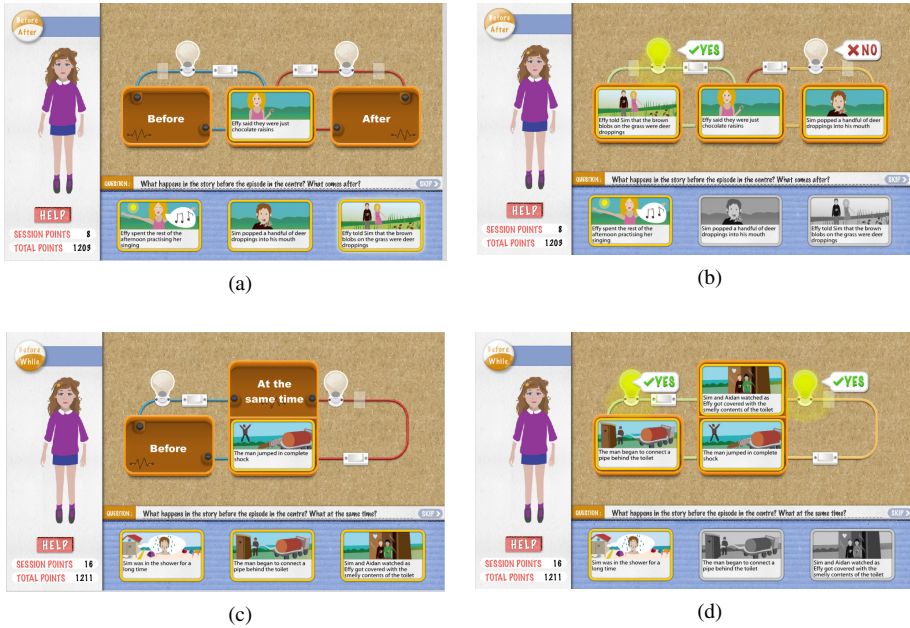 Before
After
Before
Effy said they were just
chocolate raisins
After
QUESTION: What happens in the story before the episode in the centre? What comes after?
SKIP >
HELP
SESSION POINTS 8
TOTAL POINTS 1209
Effy spent the rest of the
afternoon practising her
singing
Sim popped a handful of deer
droppings into his mouth
Effy told Sim that the brown
blobs on the grass were deer
droppings
(a)
Before
After
YES
NO
Effy told Sim that the brown
blobs on the grass were deer
droppings
Effy said they were just
chocolate raisins
Sim popped a handful of deer
droppings into his mouth
QUESTION: What happens in the story before the episode in the centre? What comes after?
SKIP >
HELP
SESSION POINTS 8
TOTAL POINTS 1209
Effy spent the rest of the
afternoon practising her
singing
Sim popped a handful of deer
droppings into his mouth
Effy told Sim that the brown
blobs on the grass were deer
droppings
(b)
Before
While
At the
same time
Before
The man jumped in complete
shock
QUESTION: What happens in the story before the episode in the centre? What at the same time?
SKIP >
HELP
SESSION POINTS 16
TOTAL POINTS 1211
Sim was in the shower for a
long time
The man began to connect a
pipe behind the toilet
Sim and Aidan watched as
Effy got covered with the
smelly contents of the toilet
(c)
Before
While
YES
YES
Sim and Aidan watched as
Effy got covered with the
smelly contents of the toilet
The man began to connect a
pipe behind the toilet
The man jumped in complete
shock
QUESTION: What happens in the story before the episode in the centre? What at the same time?
SKIP >
HELP
SESSION POINTS 16
TOTAL POINTS 1211
Sim was in the shower for a
long time
The man began to connect a
pipe behind the toilet
Sim and Aidan watched as
Effy got covered with the
smelly contents of the toilet
(d)